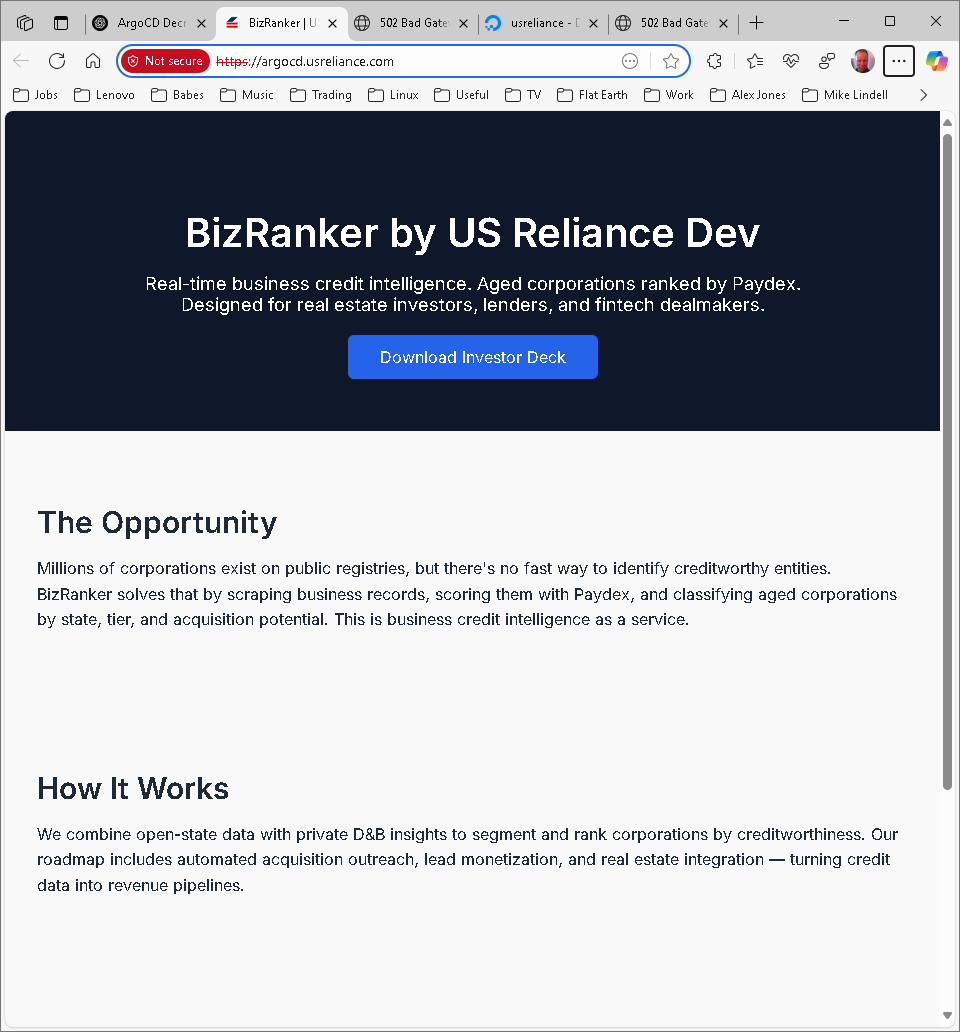 ArgoCD Decr
BizRanker | U
502 Bad Gate
usreliance - D
502 Bad Gate
Not secure https://argocd.usreliance.com
Jobs Lenovo Babes Music Trading Linux Useful TV Flat Earth Work Alex Jones Mike Lindell
BizRanker by US Reliance Dev
Real-time business credit intelligence. Aged corporations ranked by Paydex.
Designed for real estate investors, lenders, and fintech dealmakers.
Download Investor Deck
The Opportunity
Millions of corporations exist on public registries, but there's no fast way to identify creditworthy entities.
BizRanker solves that by scraping business records, scoring them with Paydex, and classifying aged corporations
by state, tier, and acquisition potential. This is business credit intelligence as a service.
How It Works
We combine open-state data with private D&B insights to segment and rank corporations by creditworthiness. Our
roadmap includes automated acquisition outreach, lead monetization, and real estate integration — turning credit
data into revenue pipelines.